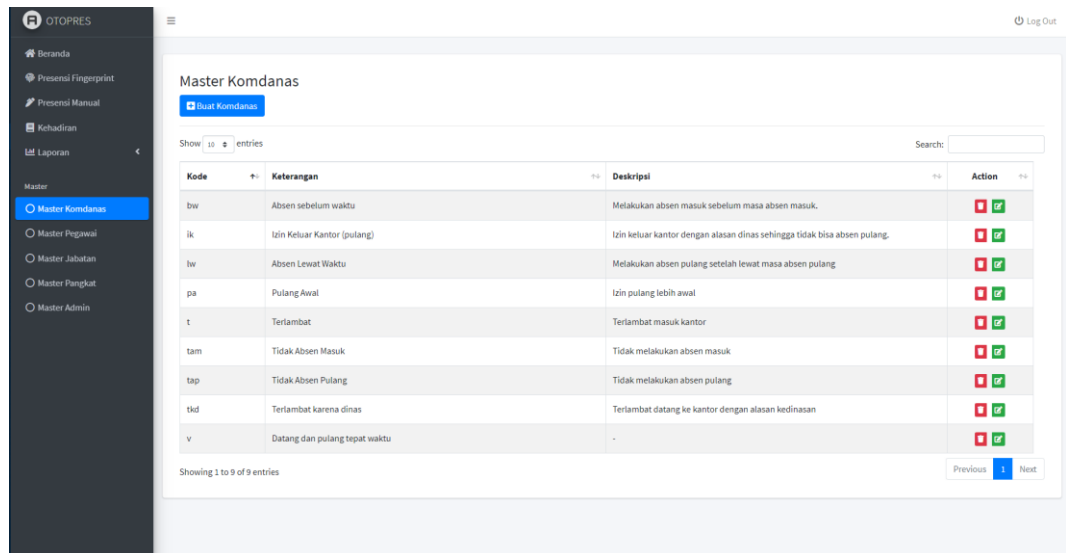 OTOPRES
Log Out
Beranda
Presensi Fingerprint
Presensi Manual
Kehadiran
Laporan
Master
Master Komdanas
Master Pegawai
Master Jabatan
Master Pangkat
Master Admin
Master Komdanas
Buat Komdanas
Show 10 entries Search:
Kode Keterangan Deskripsi Action
bw Absen sebelum waktu Melakukan absen masuk sebelum masa absen masuk.
ik Izin Keluar Kantor (pulang) Izin keluar kantor dengan alasan dinas sehingga tidak bisa absen pulang.
lw Absen Lewat Waktu Melakukan absen pulang setelah lewat masa absen pulang
pa Pulang Awal Izin pulang lebih awal
t Terlambat Terlambat masuk kantor
tam Tidak Absen Masuk Tidak melakukan absen masuk
tap Tidak Absen Pulang Tidak melakukan absen pulang
tkd Terlambat karena dinas Terlambat datang ke kantor dengan alasan kedinasan
v Datang dan pulang tepat waktu -
Showing 1 to 9 of 9 entries Previous 1 Next